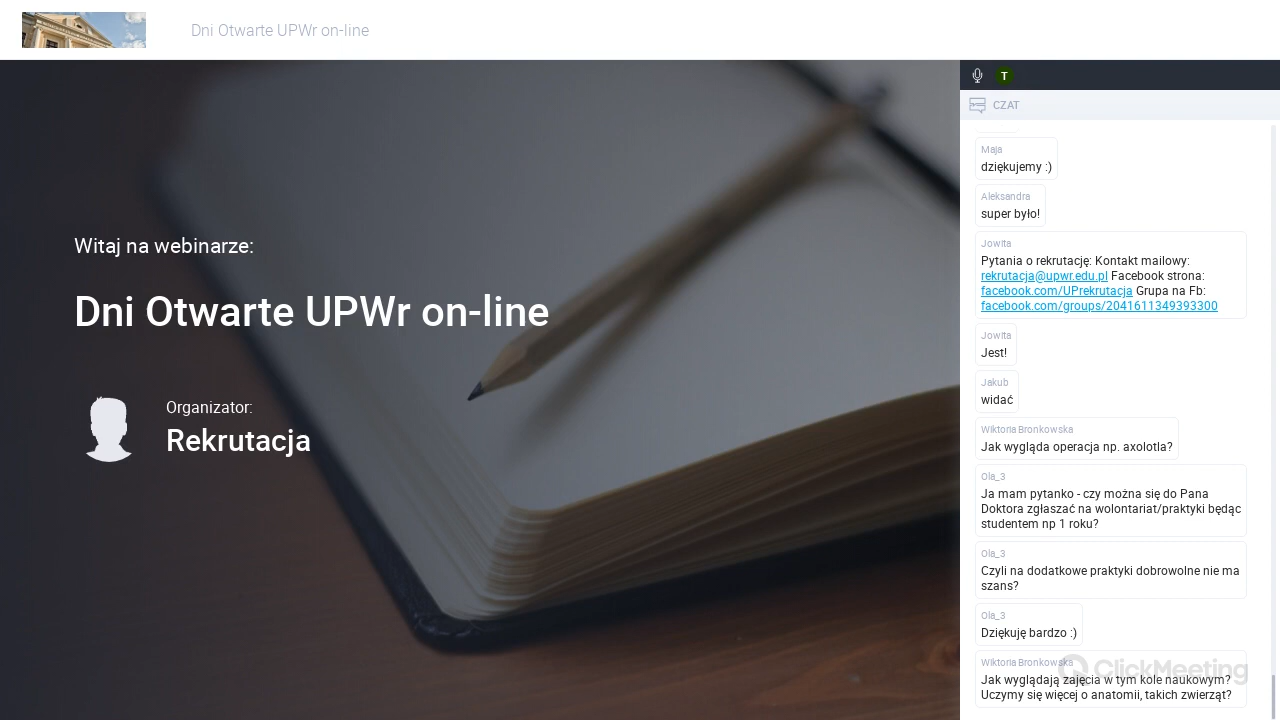 Dni Otwarte UPWr on-line
T
CZAT
Witaj na webinarze:
Dni Otwarte UPWr on-line
Organizator:
Rekrutacja
Maja
dziękujemy :)
Aleksandra
super było!
Jowita
Pytania o rekrutację: Kontakt mailowy:
rekrutacja@upwr.edu.pl Facebook strona:
facebook.com/UPrekrutacja Grupa na Fb:
facebook.com/groups/2041611349393300
Jowita
Jest!
Jakub
widać
Wiktoria Bronkowska
Jak wygląda operacja np. axolotla?
Ola_3
Ja mam pytanko - czy można się do Pana
Doktora zgłaszać na wolontariat/praktyki będąc
studentem np 1 roku?
Ola_3
Czyli na dodatkowe praktyki dobrowolne nie ma
szans?
Ola_3
Dziękuję bardzo :)
Wiktoria Bronkowska
Jak wyglądają zajęcia w tym kole naukowym?
Uczymy się więcej o anatomii, takich zwierząt?
ClickMeeting